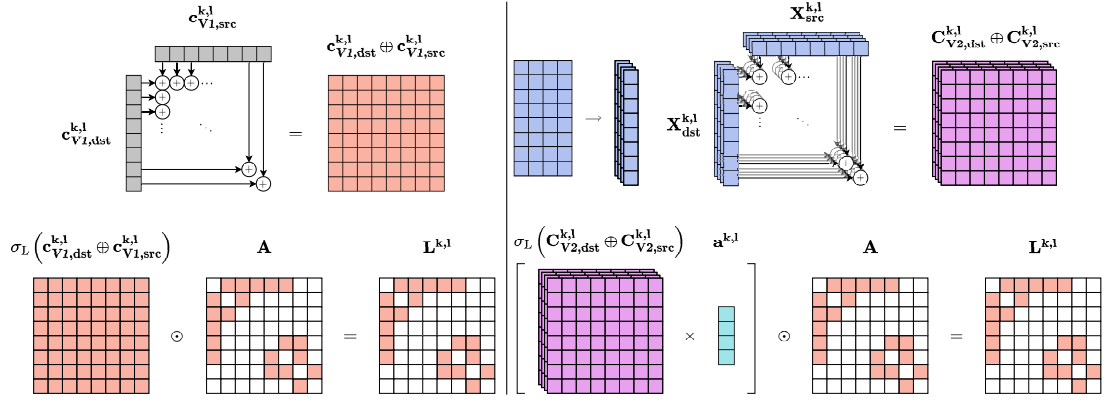 c^{k,l}_{V1,src}
c^{k,l}_{V1,dst} ⊕ c^{k,l}_{V1,src}
c^{k,l}_{V1,dst}
=
σ_L (c^{k,l}_{V1,dst} ⊕ c^{k,l}_{V1,src})
A
L^{k,l}
⊙
=
X^{k,l}_{src}
C^{k,l}_{V2,dst} ⊕ C^{k,l}_{V2,src}
→
X^{k,l}_{dst}
=
σ_L (C^{k,l}_{V2,dst} ⊕ C^{k,l}_{V2,src})
a^{k,l}
A
L^{k,l}
×
⊙
=